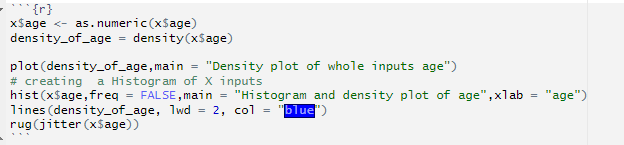 ```{r}
x$age <- as.numeric(x$age)
density_of_age = density(x$age)
plot(density_of_age,main = "Density plot of whole inputs age")
# creating  a Histogram of X inputs
hist(x$age,freq = FALSE,main = "Histogram and density plot of age",xlab = "age")
lines(density_of_age, lwd = 2, col = "blue")
rug(jitter(x$age))
```